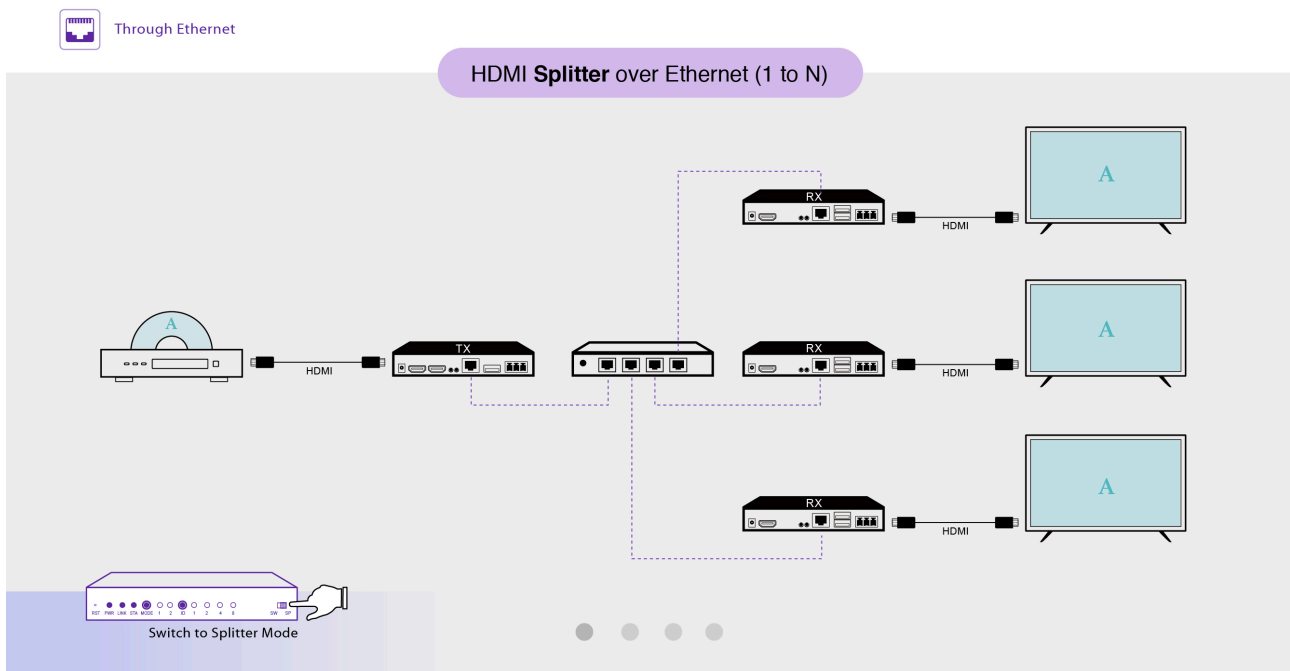 Through Ethernet
HDMI Splitter over Ethernet (1 to N)
A
RX
HDMI
A
HDMI
TX
RX
HDMI
A
RX
HDMI
A
RST PWR LINK STA MODE 1 2 ID 1 2 4 8 SW SP
Switch to Splitter Mode